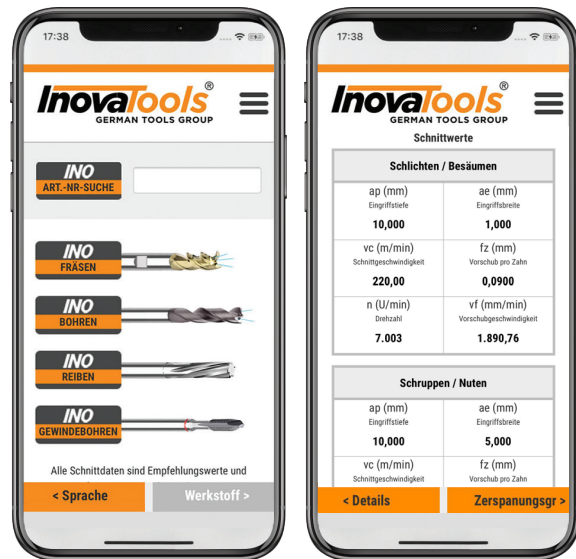 17:38
InovaTools®
GERMAN TOOLS GROUP
INO
ART.-NR-SUCHE
INO
FRÄSEN
INO
BOHREN
INO
REIBEN
INO
GEWINDEBOHREN
Alle Schnittdaten sind Empfehlungswerte und
< Sprache
Werkstoff >
17:38
InovaTools®
GERMAN TOOLS GROUP
Schnittwerte
Schlichten / Besäumen
ap (mm) ae (mm)
Eingriffstiefe Eingriffsbreite
10,000 1,000
vc (m/min) fz (mm)
Schnittgeschwindigkeit Vorschub pro Zahn
220,00 0,0900
n (U/min) vf (mm/min)
Drehzahl Vorschubgeschwindigkeit
7.003 1.890,76
Schruppen / Nuten
ap (mm) ae (mm)
Eingriffstiefe Eingriffsbreite
10,000 5,000
vc (m/min) fz (mm)
Schnittgeschwindigkeit Vorschub pro Zahn
< Details
Zerspanungsgr >